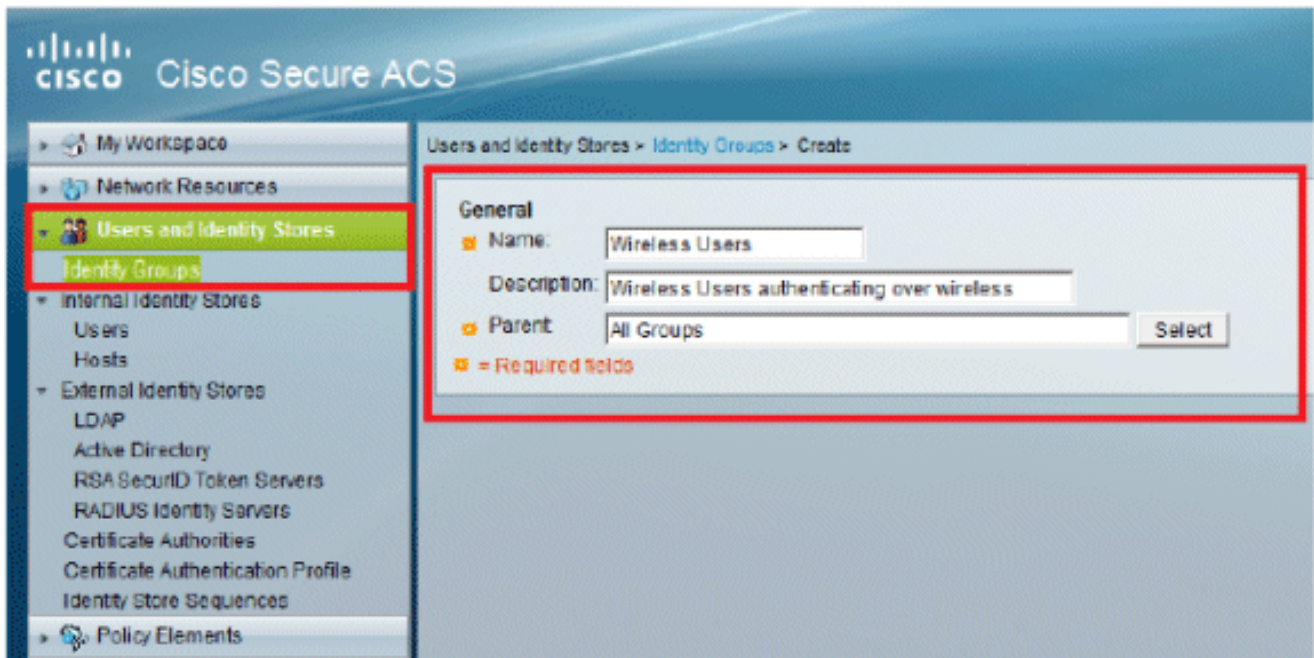 CISCO Cisco Secure ACS
My Workspace
Network Resources
Users and Identity Stores
Identity Groups
Internal Identity Stores
Users
Hosts
External Identity Stores
LDAP
Active Directory
RSA SecurID Token Servers
RADIUS Identity Servers
Certificate Authorities
Certificate Authentication Profile
Identity Store Sequences
Policy Elements
Users and Identity Stores > Identity Groups > Create
General
Name: Wireless Users
Description: Wireless Users authenticating over wireless
Parent: All Groups Select
= Required fields